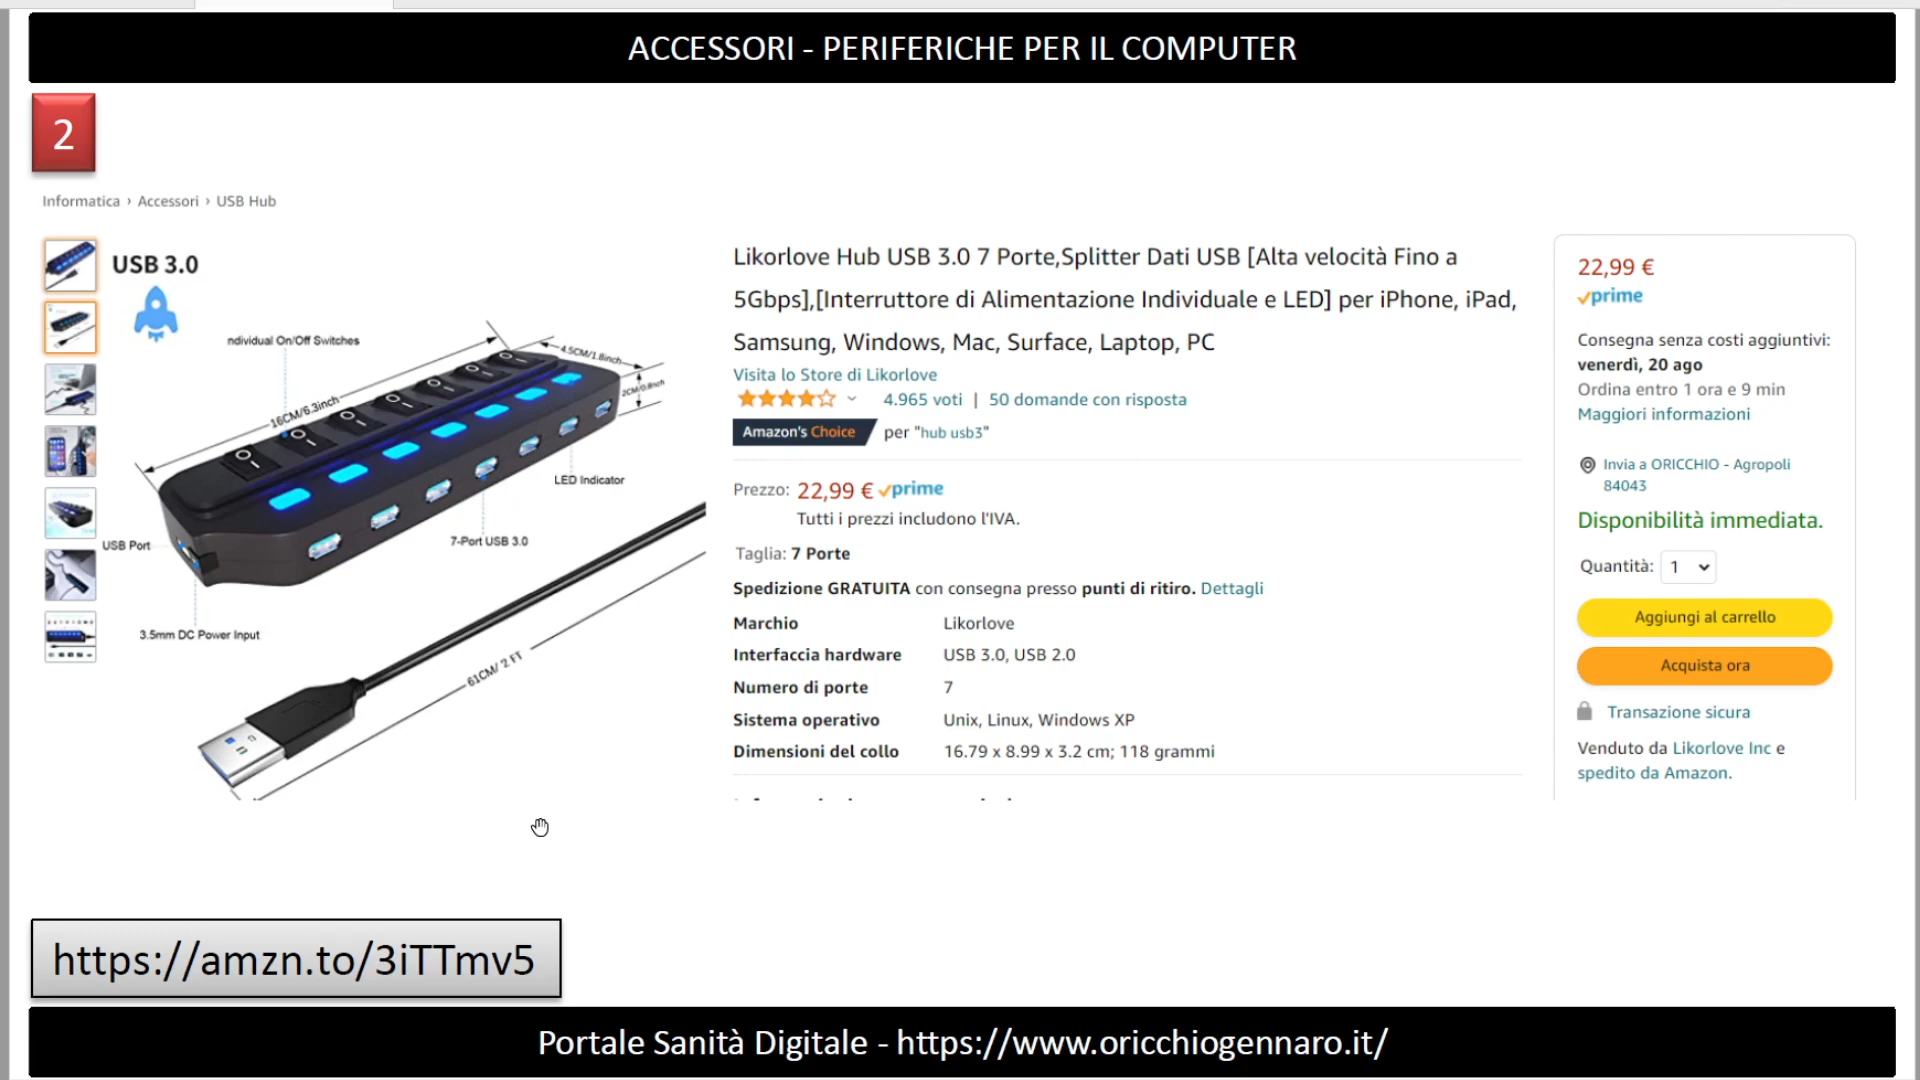 ACCESSORI - PERIFERICHE PER IL COMPUTER
2
Informatica › Accessori › USB Hub
USB 3.0
ndividual On/Off Switches
16CM/6.3inch
4.5CM/1.8inch
2CM/0.8inch
LED Indicator
7-Port USB 3.0
USB Port
3.5mm DC Power Input
61CM/ 2 FT
Likorlove Hub USB 3.0 7 Porte,Splitter Dati USB [Alta velocità Fino a
5Gbps],[Interruttore di Alimentazione Individuale e LED] per iPhone, iPad,
Samsung, Windows, Mac, Surface, Laptop, PC
Visita lo Store di Likorlove
4.965 voti | 50 domande con risposta
Amazon's Choice per "hub usb3"
Prezzo: 22,99 € prime
Tutti i prezzi includono l'IVA.
Taglia: 7 Porte
Spedizione GRATUITA con consegna presso punti di ritiro. Dettagli
Marchio Likorlove
Interfaccia hardware USB 3.0, USB 2.0
Numero di porte 7
Sistema operativo Unix, Linux, Windows XP
Dimensioni del collo 16.79 x 8.99 x 3.2 cm; 118 grammi
22,99 €
prime
Consegna senza costi aggiuntivi:
venerdì, 20 ago
Ordina entro 1 ora e 9 min
Maggiori informazioni
Invia a ORICCHIO - Agropoli
84043
Disponibilità immediata.
Quantità: 1
Aggiungi al carrello
Acquista ora
Transazione sicura
Venduto da Likorlove Inc e
spedito da Amazon.
https://amzn.to/3iTTmv5
Portale Sanità Digitale - https://www.oricchiogennaro.it/